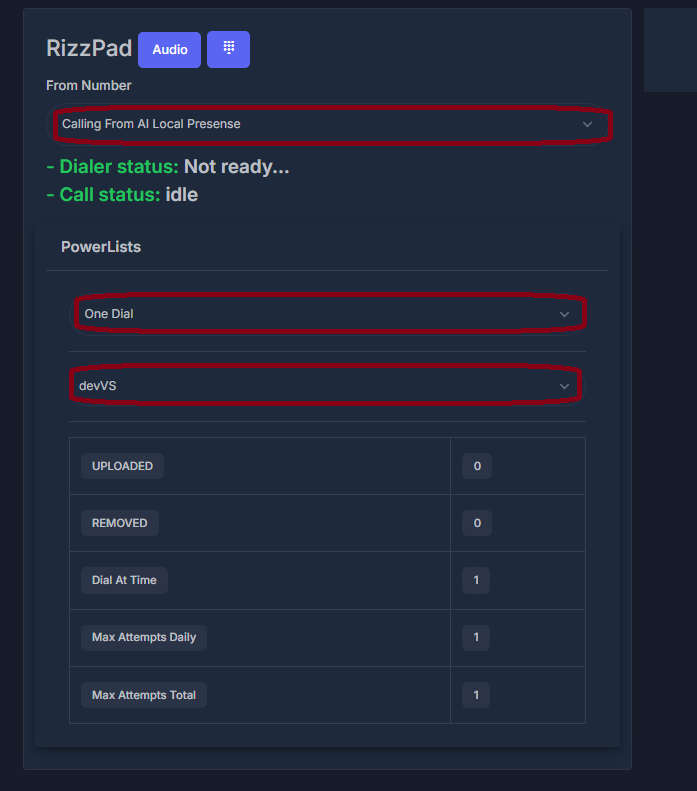 RizzPad Audio
From Number
Calling From AI Local Presense
- Dialer status: Not ready...
- Call status: idle
PowerLists
One Dial
devVS
UPLOADED 0
REMOVED 0
Dial At Time 1
Max Attempts Daily 1
Max Attempts Total 1